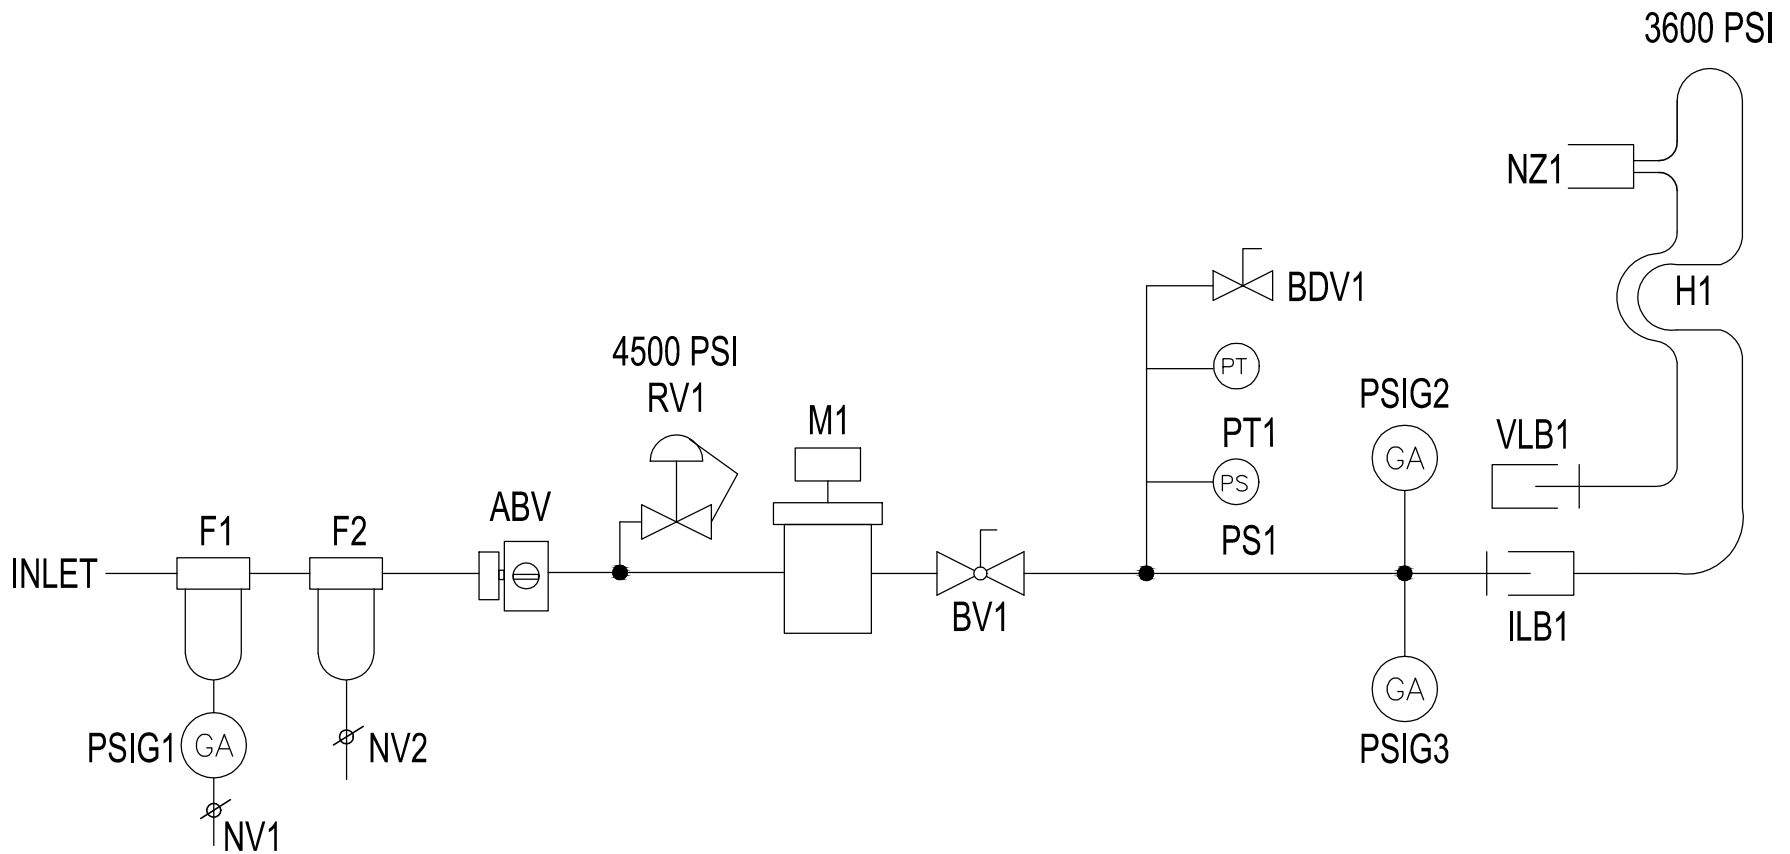 3600 PSI
NZ1
BDV1
H1
4500 PSI
RV1
PT
M1
PSIG2
PT1
VLB1
GA
PS
ABV
F1
F2
PS1
INLET
BV1
ILB1
GA
PSIG1
GA
NV2
PSIG3
NV1